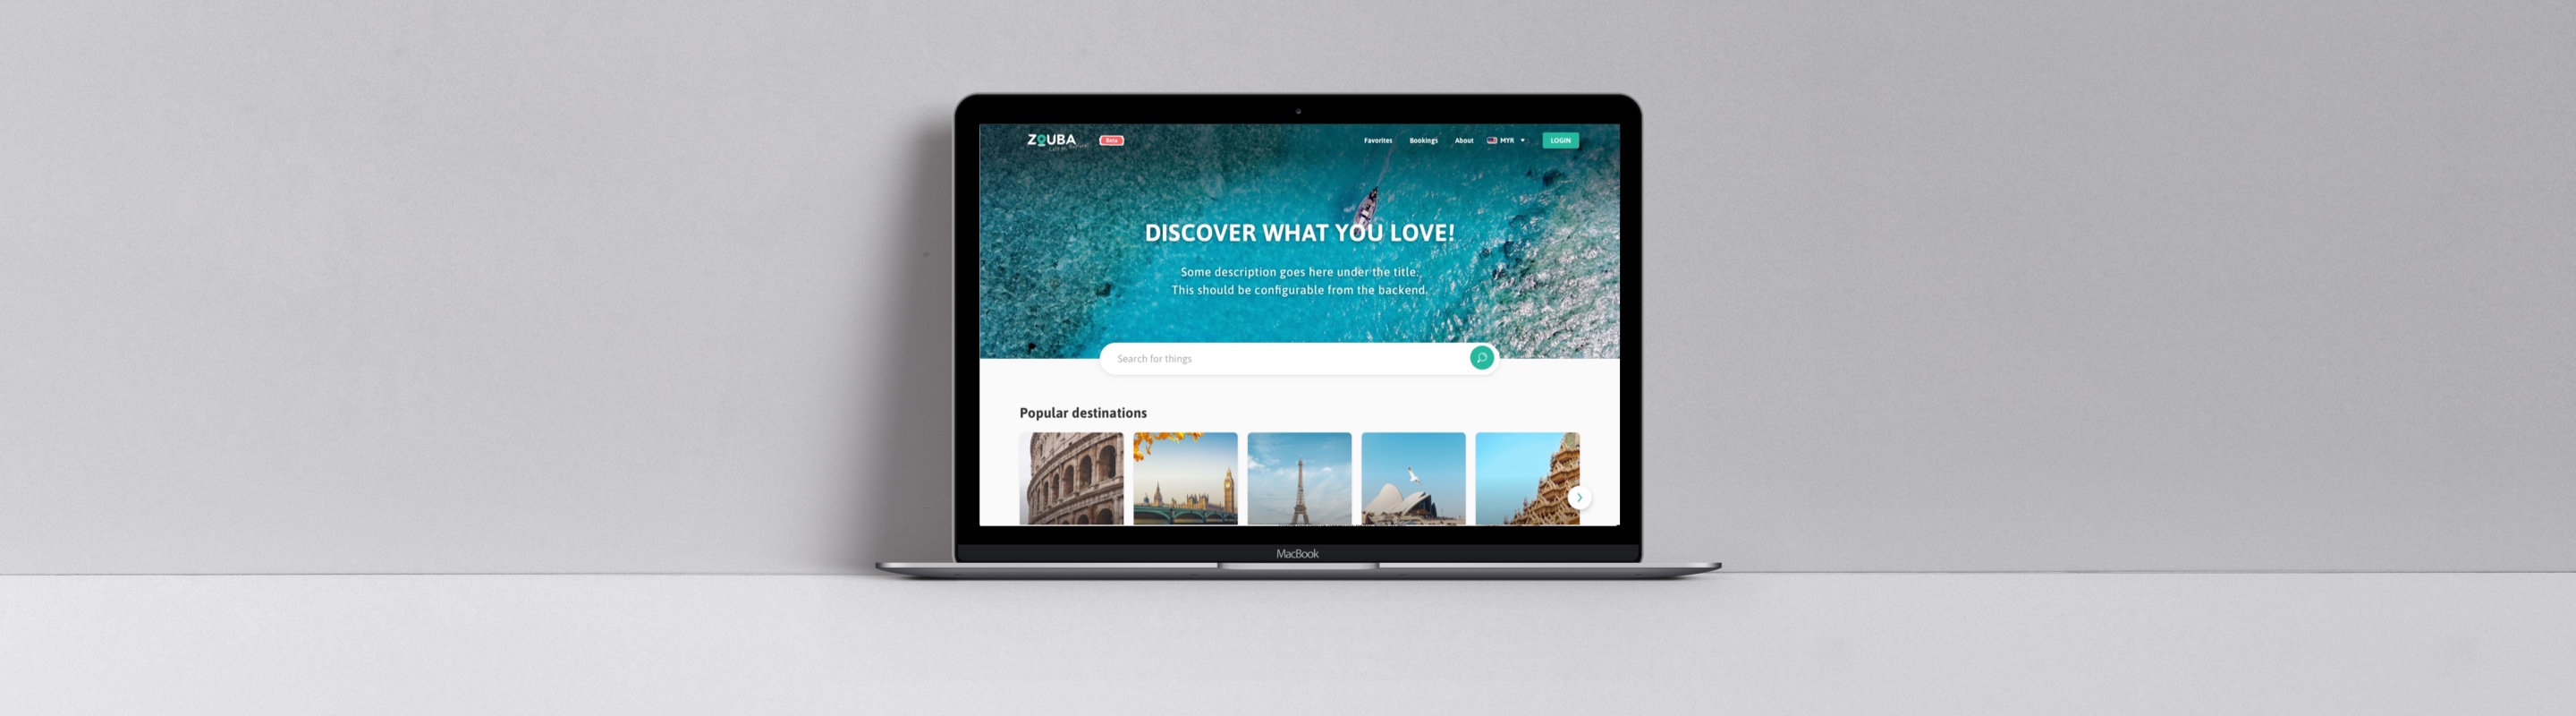 ZOUBA
Beta
Favorites
Bookings
About
MYR
LOGIN
DISCOVER WHAT YOU LOVE!
Some description goes here under the title.
This should be configurable from the backend.
Search for things
Popular destinations
MacBook